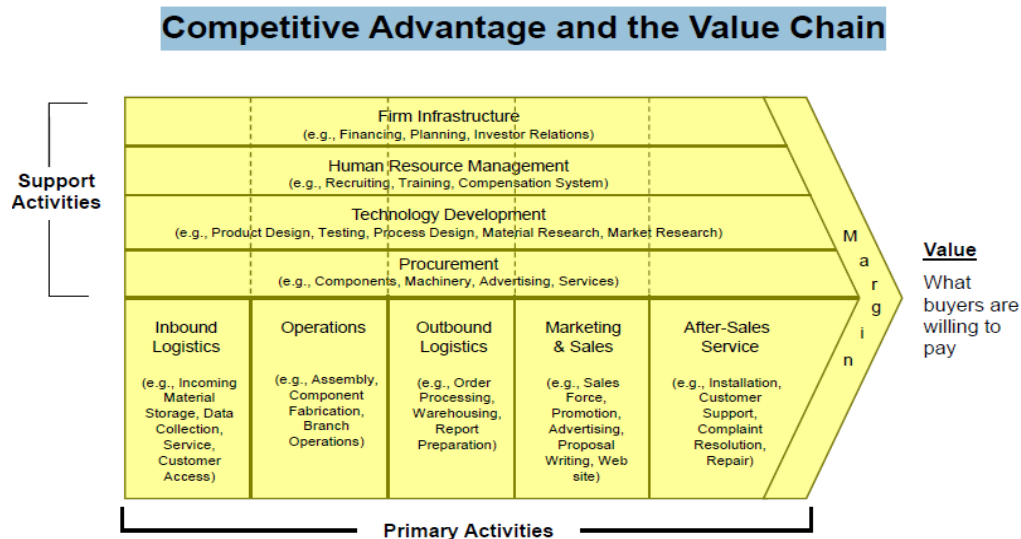 Competitive Advantage and the Value Chain
Support
Activities
Firm Infrastructure
(e.g., Financing, Planning, Investor Relations)
Human Resource Management
(e.g., Recruiting, Training, Compensation System)
Technology Development
(e.g., Product Design, Testing, Process Design, Material Research, Market Research)
Procurement
(e.g., Components, Machinery, Advertising, Services)
Inbound
Logistics
(e.g., Incoming
Material
Storage, Data
Collection,
Service,
Customer
Access)
Operations
(e.g., Assembly,
Component
Fabrication,
Branch
Operations)
Outbound
Logistics
(e.g., Order
Processing,
Warehousing,
Report
Preparation)
Marketing
& Sales
(e.g., Sales
Force,
Promotion,
Advertising,
Proposal
Writing, Web
site)
After-Sales
Service
(e.g., Installation,
Customer
Support,
Complaint
Resolution,
Repair)
Margin
Value
What
buyers are
willing to
pay
Primary Activities